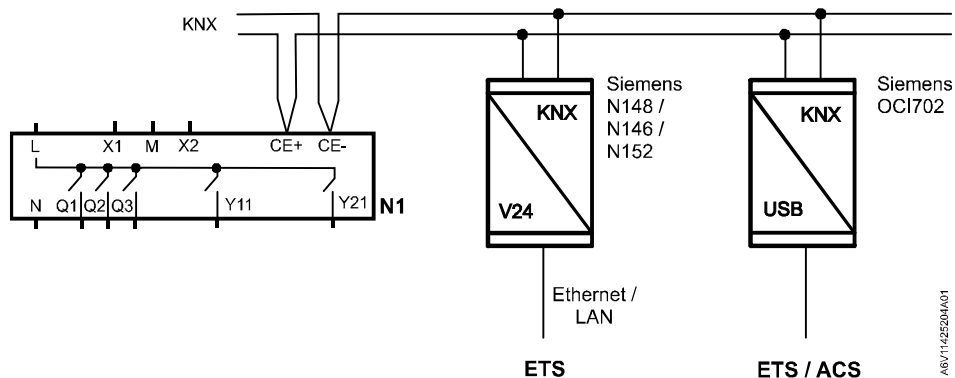 KNX
Siemens
N148 /
N146 /
N152
Siemens
OCI702
KNX
KNX
L X1 M X2 CE+ CE-
N Q1 Q2 Q3 Y11 Y21 N1
V24
USB
Ethernet /
LAN
ETS
ETS / ACS
A6V11425204A01